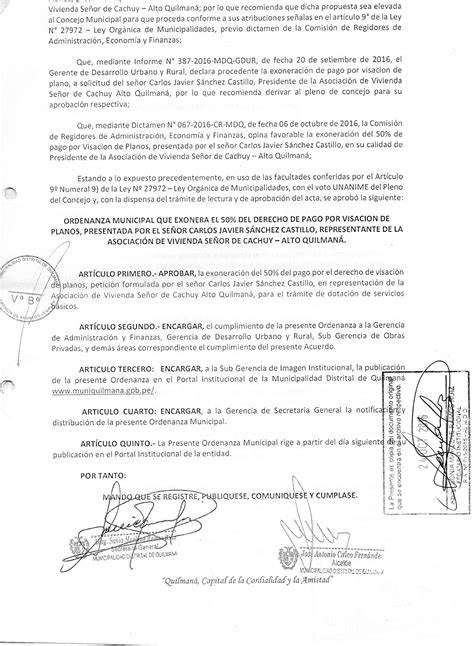 Vivienda Señor de Cachuy – Alto Quilmaná; por lo que recomienda que dicha propuesta sea elevada
al Concejo Municipal para que proceda conforme a sus atribuciones señalas en el artículo 9° de la Ley
N° 27972 – Ley Orgánica de Municipalidades, previo dictamen de la Comisión de Regidores de
Administración, Economía y Finanzas;
Que, mediante Informe N° 387-2016-MDQ-GDUR, de fecha 20 de setiembre de 2016, el
Gerente de Desarrollo Urbano y Rural, declara procedente la exoneración de pago por visacion de
plano, a solicitud del señor Carlos Javier Sánchez Castillo, Presidente de la Asociación de Vivienda
Señor de Cachuy Alto Quilmaná, por lo que recomienda derivar al pleno de concejo para su
aprobación respectiva;
Que, mediante Dictamen N° 067-2016-CR-MDQ, de fecha 06 de octubre de 2016, la Comisión
de Regidores de Administración, Economía y Finanzas, opina favorable la exoneración del 50% de
pago por Visacion de Planos, presentada por el señor Carlos Javier Sánchez Castillo, en su calidad de
Presidente de la Asociación de Vivienda Señor de Cachuy – Alto Quilmaná;
Estando a lo expuesto precedentemente, en uso de las facultades conferidas por el Artículo
9º Numeral 9) de la Ley Nº 27972 – Ley Orgánica de Municipalidades, con el voto UNANIME del Pleno
del Concejo y, con la dispensa del trámite de lectura y de aprobación del acta, se aprobó la siguiente:
ORDENANZA MUNICIPAL QUE EXONERA EL 50% DEL DERECHO DE PAGO POR VISACION DE
PLANOS, PRESENTADA POR EL SEÑOR CARLOS JAVIER SÁNCHEZ CASTILLO, REPRESENTANTE DE LA
ASOCIACIÓN DE VIVIENDA SEÑOR DE CACHUY – ALTO QUILMANÁ.
ARTÍCULO PRIMERO.- APROBAR, la exoneración del 50% del pago por el derecho de visación
de planos, petición formulada por el señor Carlos Javier Sánchez Castillo, en representación de la
Asociación de Vivienda Señor de Cachuy Alto Quilmaná, para el trámite de dotación de servicios
básicos.
VºBº
ARTÍCULO SEGUNDO.- ENCARGAR, el cumplimiento de la presente Ordenanza a la Gerencia
de Administración y Finanzas, Gerencia de Desarrollo Urbano y Rural, Sub Gerencia de Obras
Privadas, y demás áreas correspondiente el cumplimiento del presente Acuerdo.
ARTÍCULO TERCERO: ENCARGAR, a la Sub Gerencia de Imagen Institucional, la publicación
de la presente Ordenanza en el Portal Institucional de la Municipalidad Distrital de Quilmaná
www.muniquilmana.gob.pe/.
ARTÍCULO CUARTO: ENCARGAR, a la Gerencia de Secretaria General la notificación y
distribución de la presente Ordenanza Municipal.
ARTÍCULO QUINTO.- La Presente Ordenanza Municipal rige a partir del día siguiente de su
publicación en el Portal Institucional de la entidad.
La Presente es copia del documento original
que se encuentra en el archivo respectivo.
POR TANTO:
MANDO QUE SE REGISTRE, PUBLIQUESE, COMUNIQUESE Y CUMPLASE.
Secretaria General
MUNICIPALIDAD DISTRITAL DE QUILMANA
José Antonio Calco Fernández
Alcalde
MUNICIPALIDAD DISTRITAL DE QUILMANA
"Quilmaná, Capital de la Cordialidad y la Amistad"